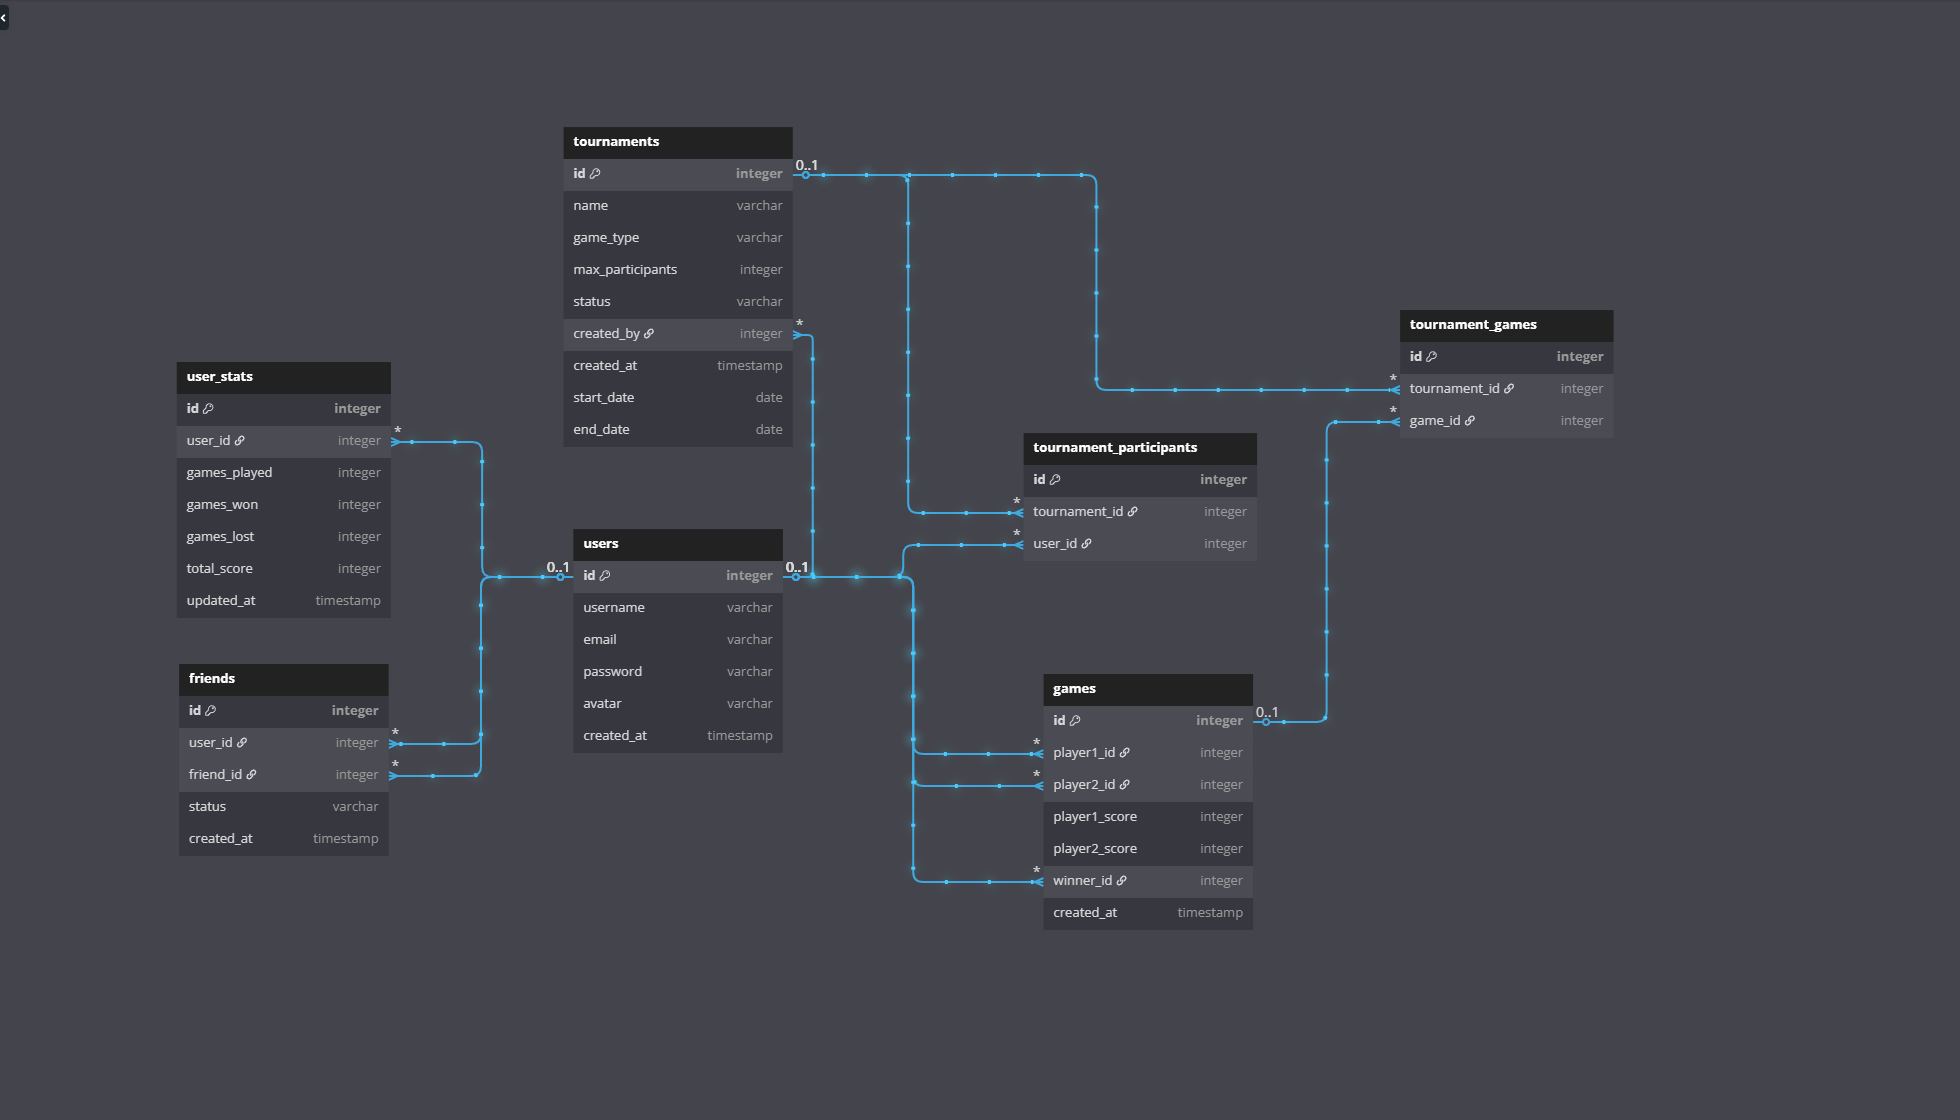 tournaments
id integer
name varchar
game_type varchar
max_participants integer
status varchar
created_by integer
created_at timestamp
start_date date
end_date date
0..1
*
user_stats
id integer
user_id integer
games_played integer
games_won integer
games_lost integer
total_score integer
updated_at timestamp
*
friends
id integer
user_id integer
friend_id integer
status varchar
created_at timestamp
*
*
0..1
users
id integer
username varchar
email varchar
password varchar
avatar varchar
created_at timestamp
0..1
tournament_participants
id integer
* tournament_id integer
* user_id integer
games
id integer
* player1_id integer
* player2_id integer
player1_score integer
player2_score integer
* winner_id integer
created_at timestamp
0..1
tournament_games
id integer
* tournament_id integer
* game_id integer